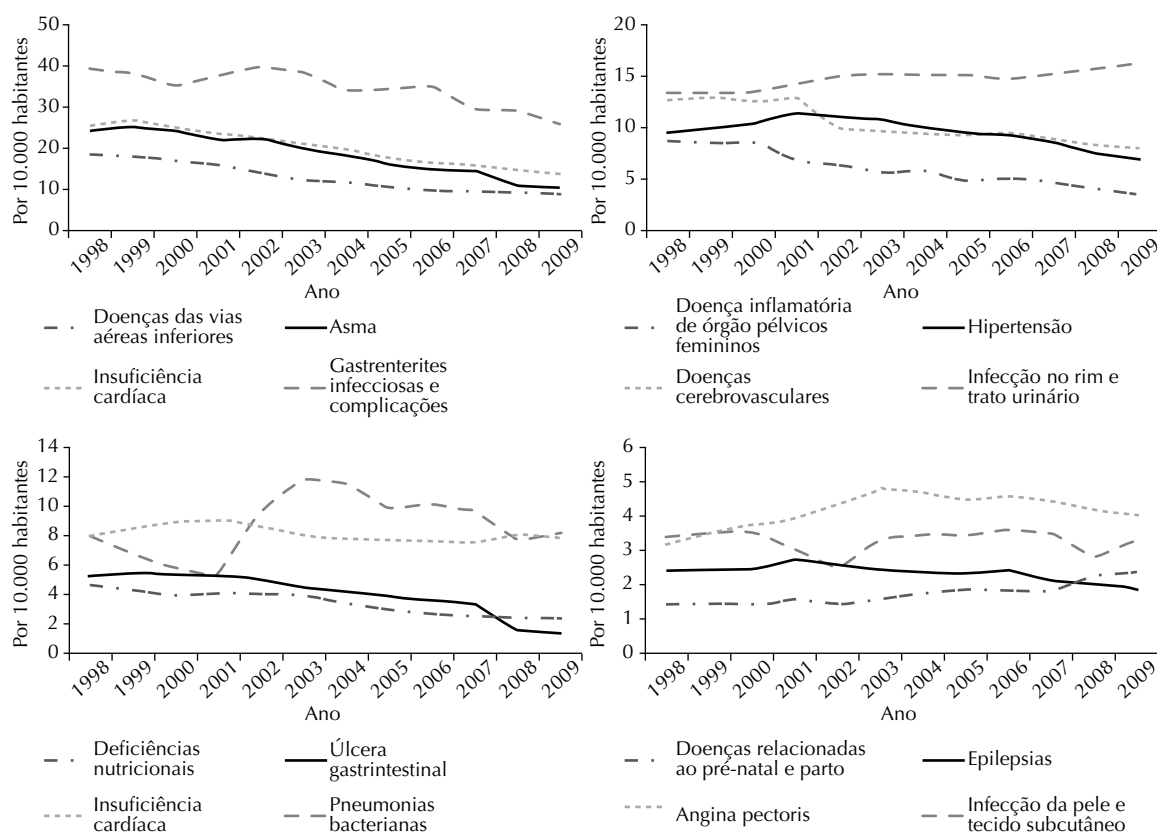 Por 10.000 habitantes
50
40
30
20
10
0
1998 1999 2000 2001 2002 2003 2004 2005 2006 2007 2008 2009
Ano
Doenças das vias
aéreas inferiores
Asma
Insuficiência
cardíaca
Gastrenterites
infecciosas e
complicações
Por 10.000 habitantes
20
15
10
5
0
1998 1999 2000 2001 2002 2003 2004 2005 2006 2007 2008 2009
Ano
Doença inflamatória
de órgão pélvicos
femininos
Hipertensão
Doenças
cerebrovasculares
Infecção no rim e
trato urinário
Por 10.000 habitantes
14
12
10
8
6
4
2
0
1998 1999 2000 2001 2002 2003 2004 2005 2006 2007 2008 2009
Ano
Deficiências
nutricionais
Úlcera
gastrintestinal
Insuficiência
cardíaca
Pneumonias
bacterianas
Por 10.000 habitantes
6
5
4
3
2
1
0
1998 1999 2000 2001 2002 2003 2004 2005 2006 2007 2008 2009
Ano
Doenças relacionadas
ao pré-natal e parto
Epilepsias
Angina pectoris
Infecção da pele e
tecido subcutâneo